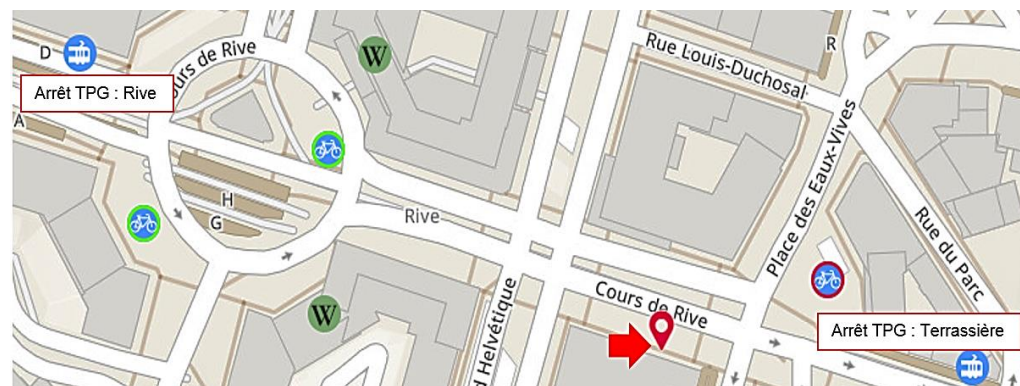 D
Cours de Rive
W
Rue Louis-Duchosal
R
Arrêt TPG : Rive
A
Place des Eaux-Vives
H
G
Rive
Rue du Parc
d Helvétique
Cours de Rive
W
Arrêt TPG : Terrassière